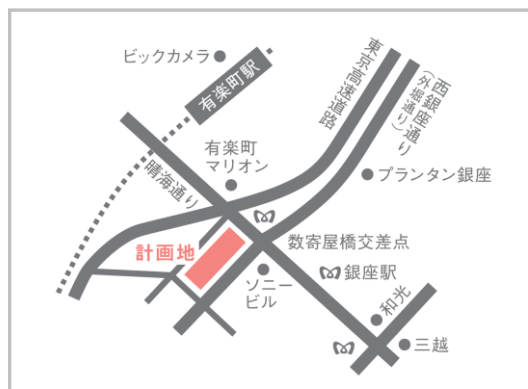 ビックカメラ
有楽町駅
東京高速道路
西銀座通り
(外堀通り)
有楽町
マリオン
晴海通り
プランタン銀座
計画地
数寄屋橋交差点
銀座駅
ソニー
ビル
和光
三越